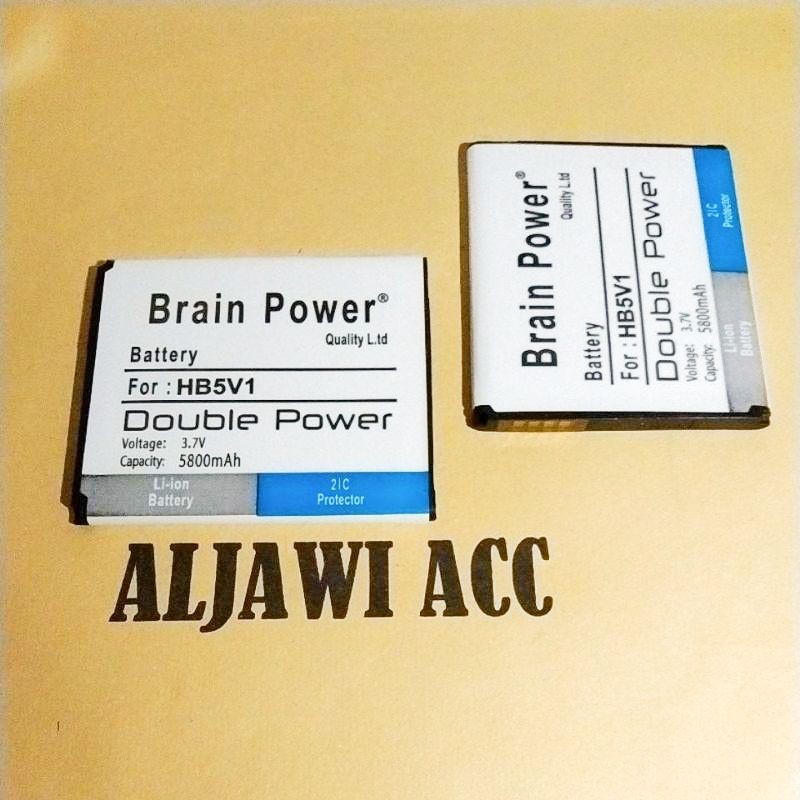 Brain Power®
Quality L.td
Battery
For : HB5V1
Double Power
Voltage: 3.7V
Capacity: 5800mAh
Li-ion
Battery
2IC
Protector
Brain Power®
Quality L.td
Battery
For : HB5V1
Double Power
Voltage: 3.7V
Capacity: 5800mAh
Li-ion
Battery
2IC
Protector
ALJAWI ACC